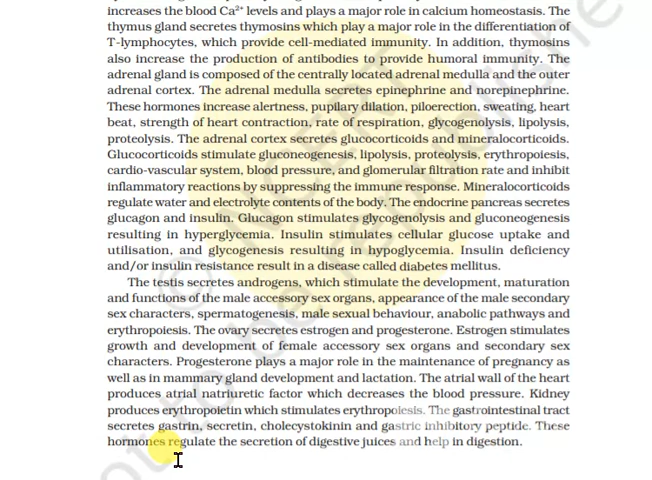 increases the blood Ca²⁺ levels and plays a major role in calcium homeostasis. The
thymus gland secretes thymosins which play a major role in the differentiation of
T-lymphocytes, which provide cell-mediated immunity. In addition, thymosins
also increase the production of antibodies to provide humoral immunity. The
adrenal gland is composed of the centrally located adrenal medulla and the outer
adrenal cortex. The adrenal medulla secretes epinephrine and norepinephrine.
These hormones increase alertness, pupilary dilation, piloerection, sweating, heart
beat, strength of heart contraction, rate of respiration, glycogenolysis, lipolysis,
proteolysis. The adrenal cortex secretes glucocorticoids and mineralocorticoids.
Glucocorticoids stimulate gluconeogenesis, lipolysis, proteolysis, erythropoiesis,
cardio-vascular system, blood pressure, and glomerular filtration rate and inhibit
inflammatory reactions by suppressing the immune response. Mineralocorticoids
regulate water and electrolyte contents of the body. The endocrine pancreas secretes
glucagon and insulin. Glucagon stimulates glycogenolysis and gluconeogenesis
resulting in hyperglycemia. Insulin stimulates cellular glucose uptake and
utilisation, and glycogenesis resulting in hypoglycemia. Insulin deficiency
and/or insulin resistance result in a disease called diabetes mellitus.
The testis secretes androgens, which stimulate the development, maturation
and functions of the male accessory sex organs, appearance of the male secondary
sex characters, spermatogenesis, male sexual behaviour, anabolic pathways and
erythropoiesis. The ovary secretes estrogen and progesterone. Estrogen stimulates
growth and development of female accessory sex organs and secondary sex
characters. Progesterone plays a major role in the maintenance of pregnancy as
well as in mammary gland development and lactation. The atrial wall of the heart
produces atrial natriuretic factor which decreases the blood pressure. Kidney
produces erythropoietin which stimulates erythropoiesis. The gastrointestinal tract
secretes gastrin, secretin, cholecystokinin and gastric inhibitory peptide. These
hormones regulate the secretion of digestive juices and help in digestion.
© NCERT
not to be republished